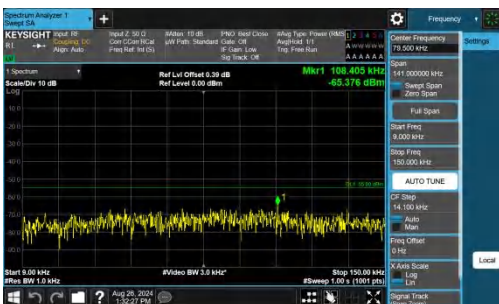 Spectrum Analyzer 1
Swept SA
Frequency
KEYSIGHT Input: RF
Coupling: DC
Align: Auto
Input Z: 50 Ω
Corr CCorr RCal
Freq Ref: Int (S)
#Atten: 10 dB
µW Path: Standard
PNO: Best Close
Gate: Off
IF Gain: Low
Sig Track: Off
#Avg Type: Power (RMS)
Avg|Hold: 1/1
Trig: Free Run
1 Spectrum
Scale/Div 10 dB
Log
Ref Lvl Offset 0.39 dB
Ref Level 0.00 dBm
Mkr1 108.405 kHz
-65.376 dBm
Start 9.00 kHz
#Res BW 1.0 kHz
#Video BW 3.0 kHz*
Stop 150.00 kHz
#Sweep 1.00 s (1001 pts)
Aug 28, 2024
1:32:27 PM
Center Frequency
79.500 kHz
Settings
Span
141.000000 kHz
Swept Span
Zero Span
Full Span
Start Freq
9.000 kHz
Stop Freq
150.000 kHz
AUTO TUNE
CF Step
14.100 kHz
Auto
Man
Freq Offset
0 Hz
X Axis Scale
Log
Lin
Signal Track
Local